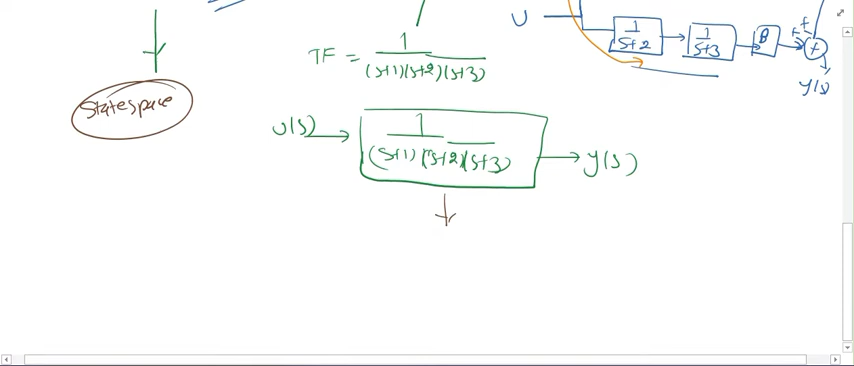 U
1
S+2
1
S+3
B
+
+
+
y(s)
TF = 1
(s+1)(s+2)(s+3)
Statespace
U(s)
1
(s+1)(s+2)(s+3)
y(s)